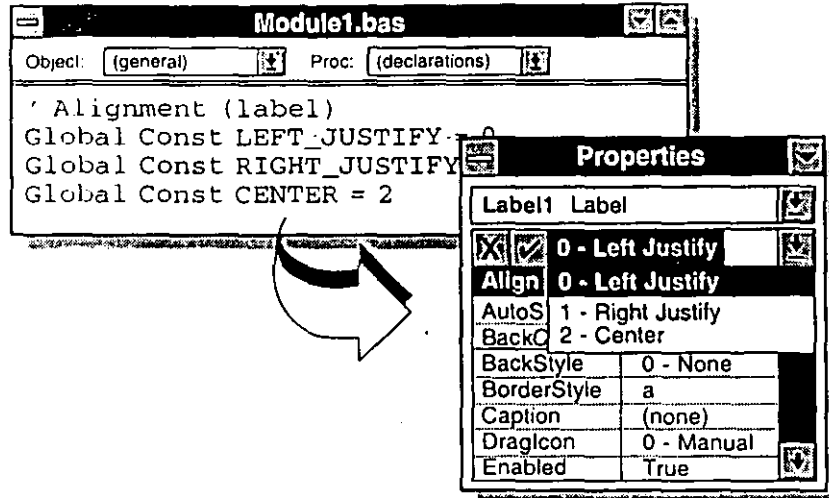 Module1.bas
Object: (general) Proc: (declarations)
' Alignment (label)
Global Const LEFT_JUSTIFY = 0
Global Const RIGHT_JUSTIFY
Global Const CENTER = 2
Properties
Label1 Label
0 - Left Justify
Align 0 - Left Justify
AutoS 1 - Right Justify
BackC 2 - Center
BackStyle 0 - None
BorderStyle a
Caption (none)
DragIcon 0 - Manual
Enabled True